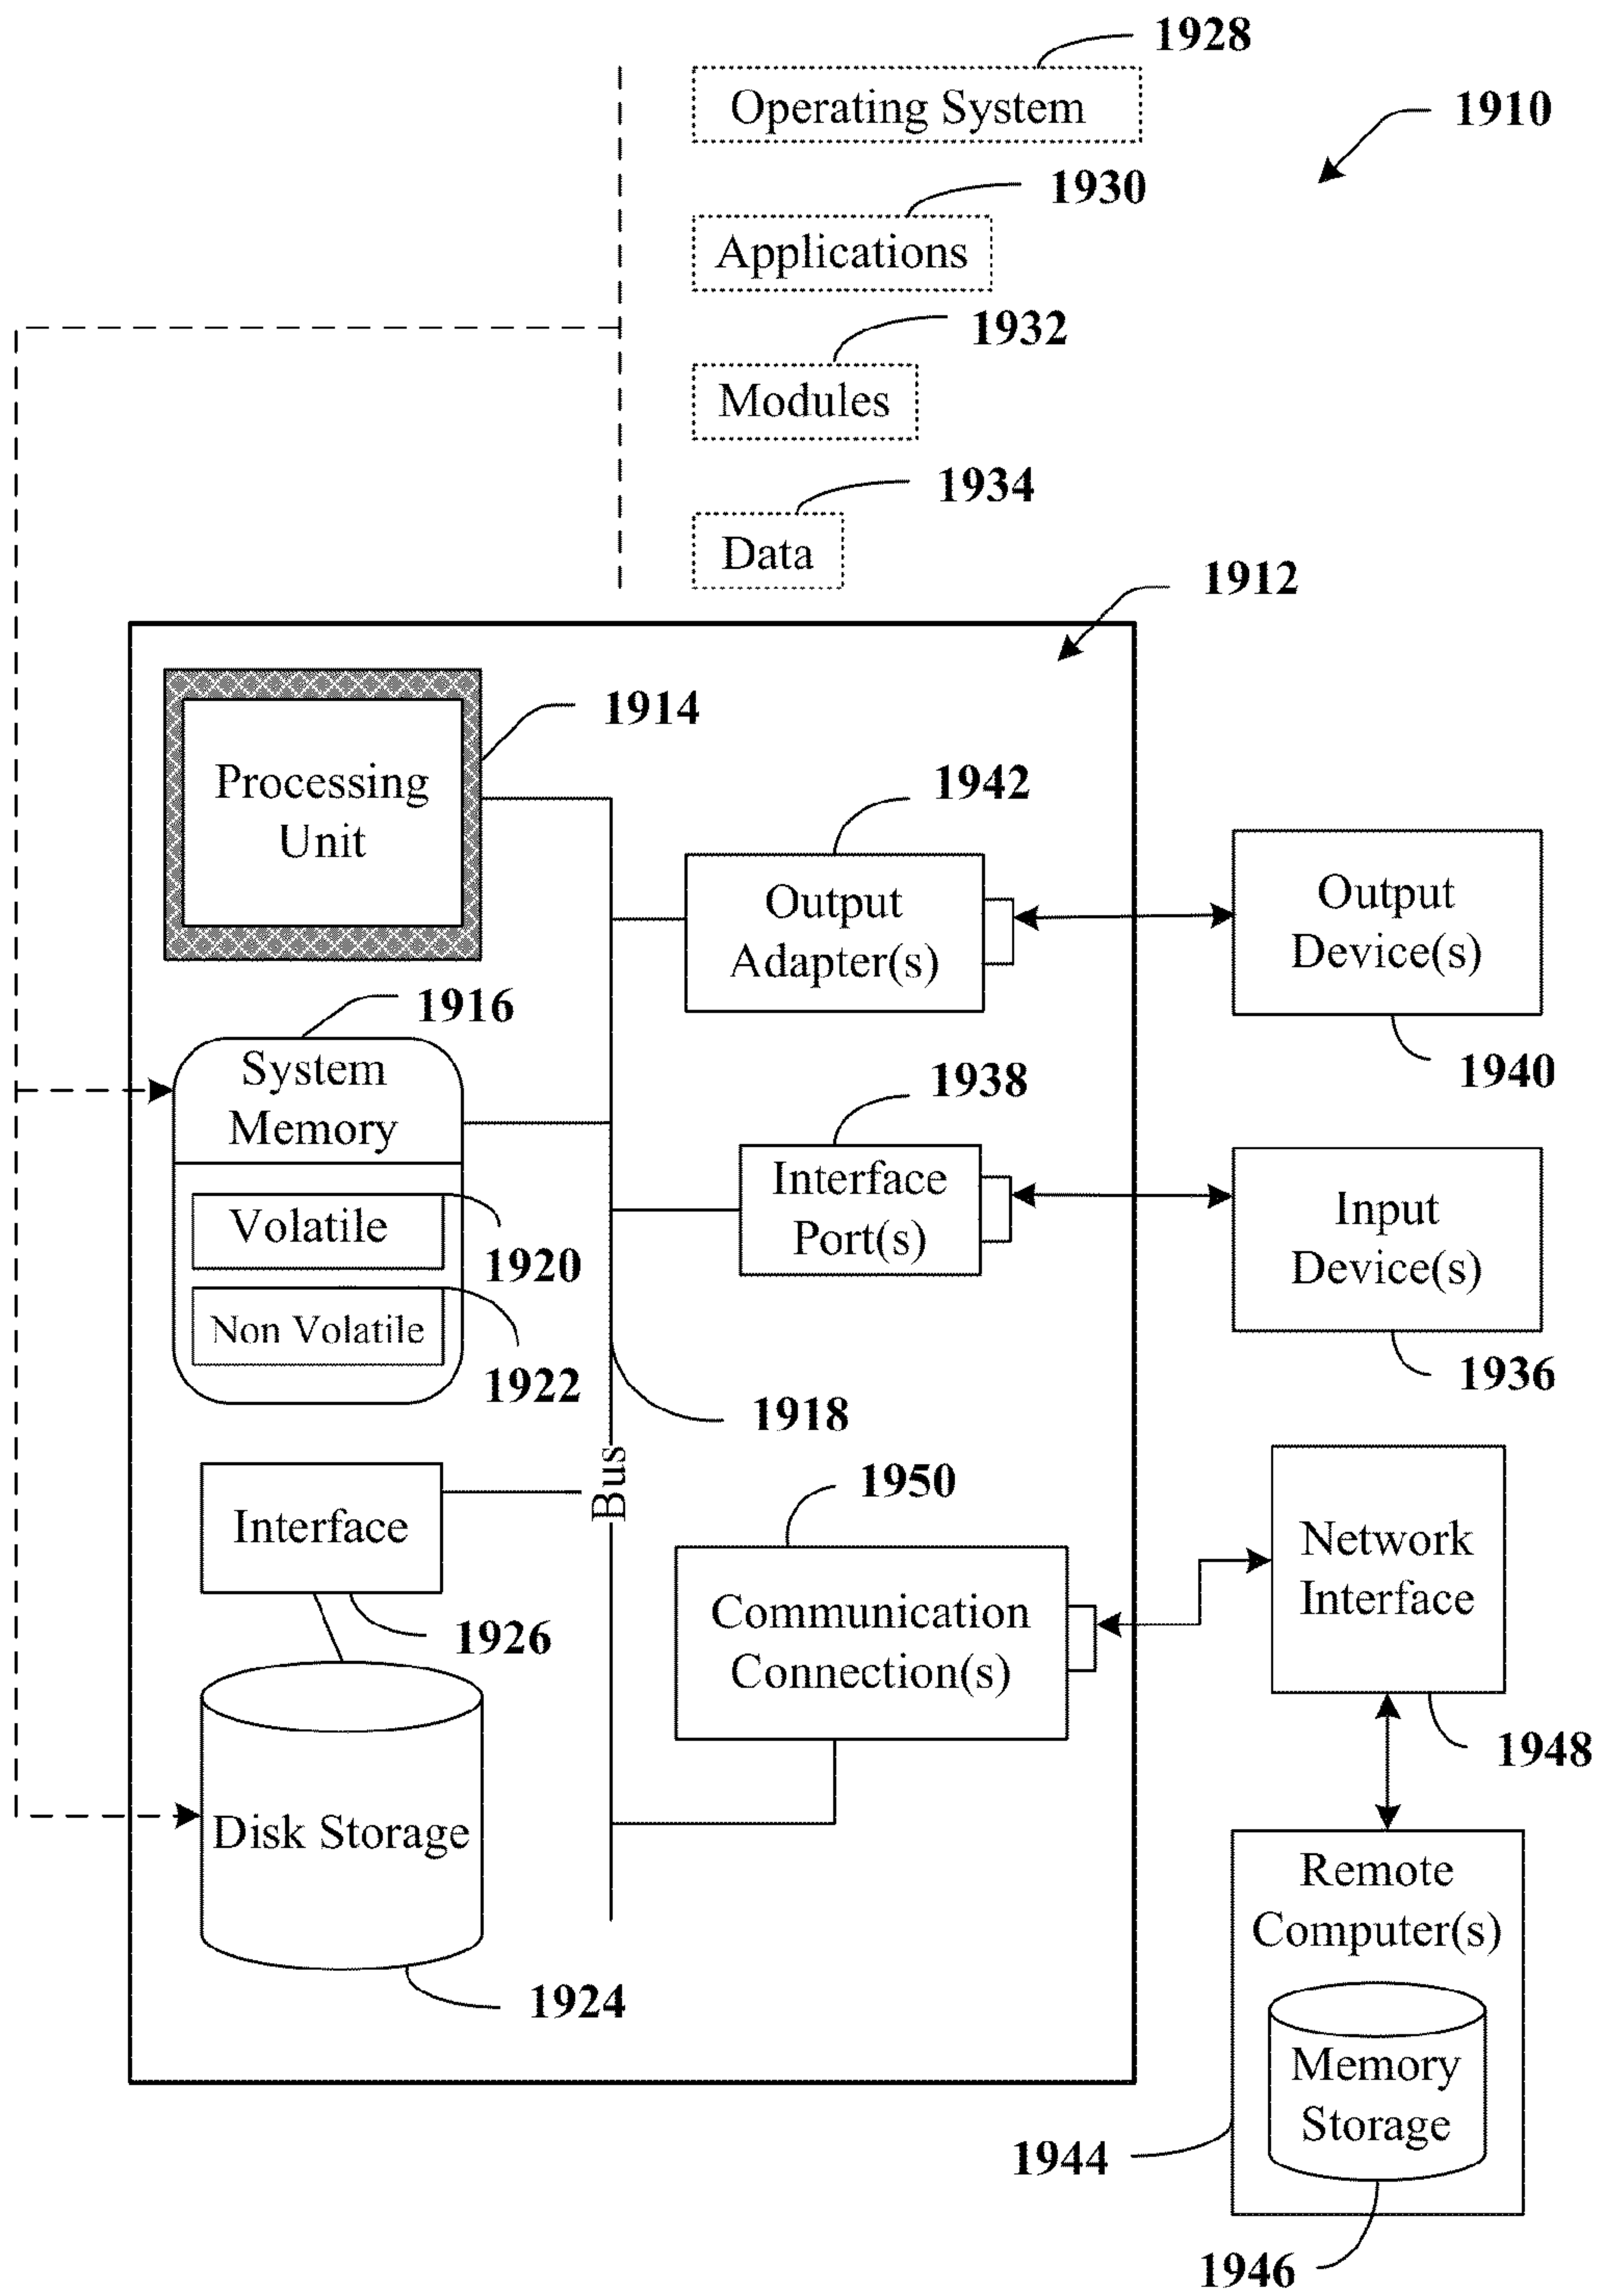 1928
Operating System
1910
1930
Applications
1932
Modules
1934
Data
1912
1914
Processing
Unit
1942
Output
Adapter(s)
Output
Device(s)
1940
1916
System
Memory
1938
Interface
Port(s)
Input
Device(s)
1936
Volatile
1920
Non Volatile
1922
1918
Bus
Interface
1926
1950
Communication
Connection(s)
Network
Interface
1948
Disk Storage
1924
Remote
Computer(s)
Memory
Storage
1944
1946